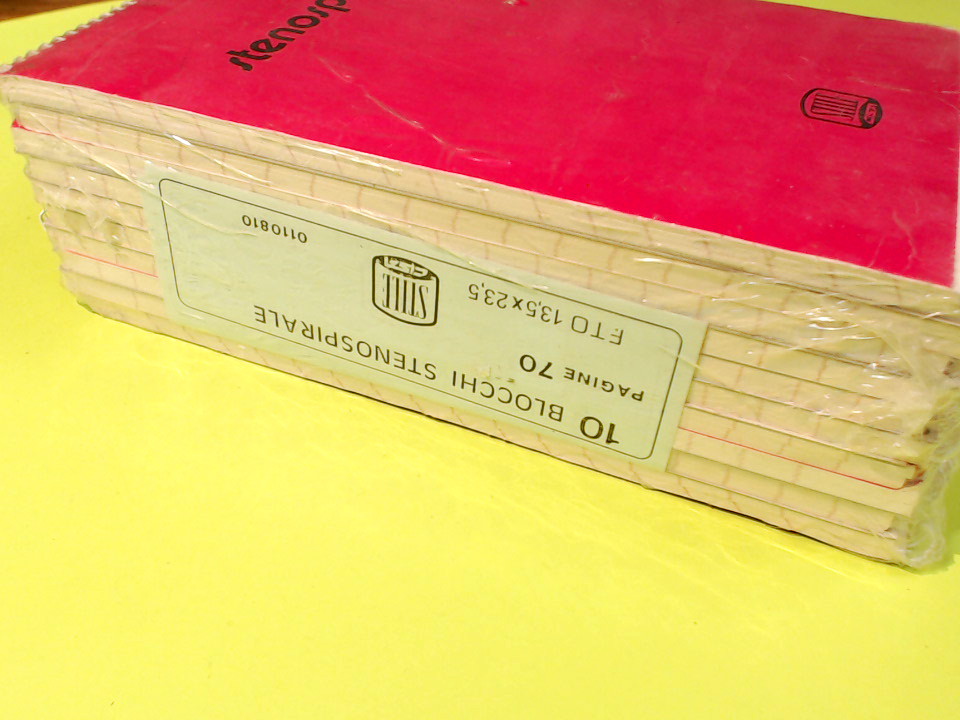 stenosp
10 BLOCCHI STENOSPIRALE
PAGINE 70
FTO 13,5x23,5
STILE
0110810